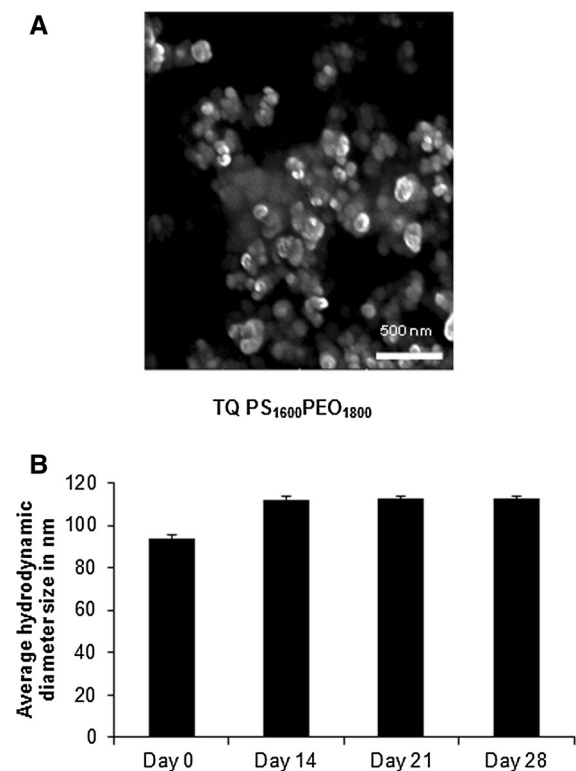 A
500 nm
TQ PS1600PEO1800
B
Average hydrodynamic
diameter size in nm
120
100
80
60
40
20
0
Day 0 Day 14 Day 21 Day 28